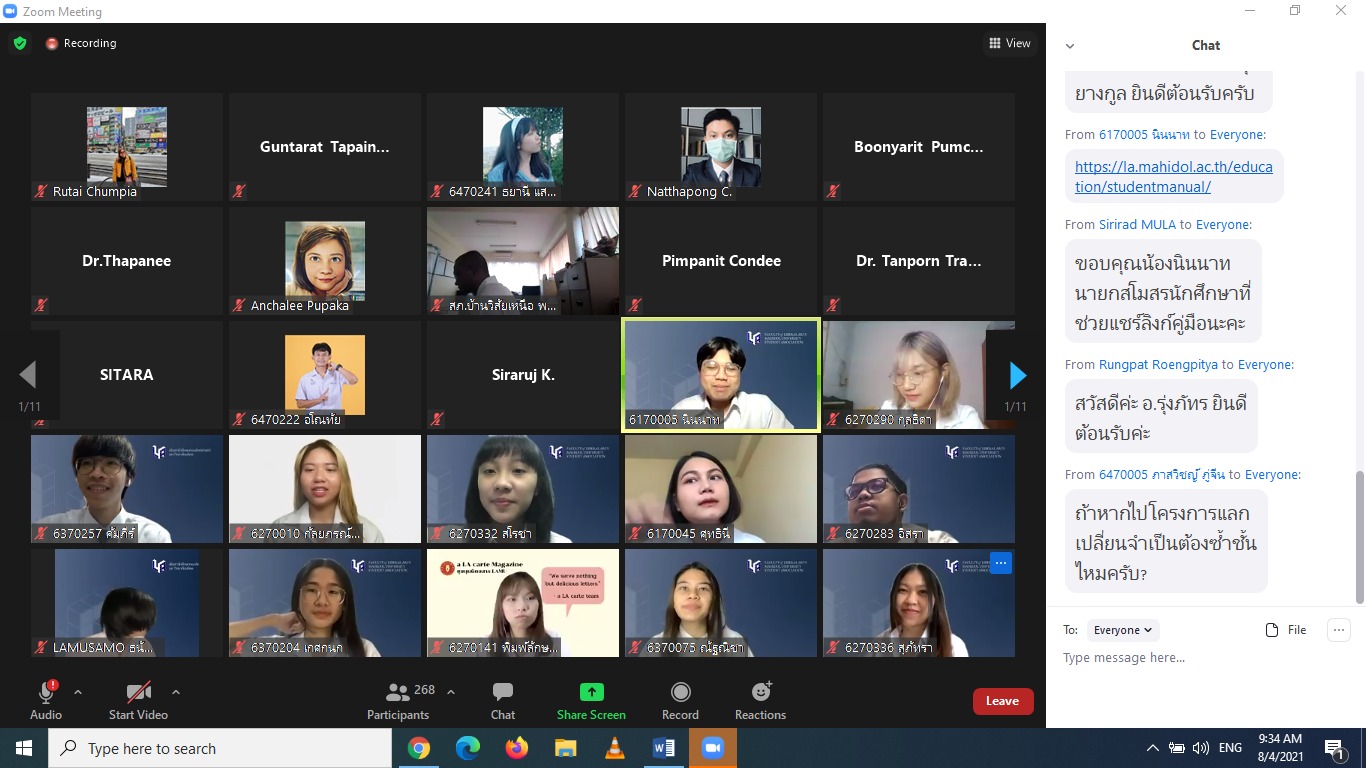 Zoom Meeting
Recording
View
Rutai Chumpia
Guntarat Tapain...
6470241 ธยานี แส...
Natthapong C.
Boonyarit Pumc...
Dr.Thapanee
Anchalee Pupaka
สภ.บ้านวิสัยเหนือ พ...
Pimpanit Condee
Dr. Tanporn Tra...
SITARA
6470222 อโณทัย
Siraruj K.
6170005 นินนาท
6270290 กุลธิดา
1/11
1/11
6370257 คัมภีร์
6270010 กัลยภรณ์...
6270332 สโรชา
6170045 ศุทธินี
6270283 อิสรา
LAMUSAMO ธนั...
6370204 เกศกนก
a LA carte Magazine
"We serve nothing
but delicious letters."
- a LA carte team
6270141 พิมพ์ลักษ...
6370075 ณัฐณิชา
6270336 สุภัทรา
Audio
Start Video
268
Participants
Chat
Share Screen
Record
Reactions
Leave
Chat
ยางกูล ยินดีต้อนรับครับ
From 6170005 นินนาท to Everyone:
https://la.mahidol.ac.th/educa
tion/studentmanual/
From Sirirad MULA to Everyone:
ขอบคุณน้องนินนาท
นายกสโมสรนักศึกษาที่
ช่วยแชร์ลิงก์คู่มือนะคะ
From Rungpat Roengpitya to Everyone:
สวัสดีค่ะ อ.รุ่งภัทร ยินดี
ต้อนรับค่ะ
From 6470005 ภาสวิชญ์ ภู่จีน to Everyone:
ถ้าหากไปโครงการแลก
เปลี่ยนจำเป็นต้องซ้ำชั้น
ไหมครับ?
To:
Everyone
File
Type message here...
Type here to search
ENG
9:34 AM
8/4/2021
1